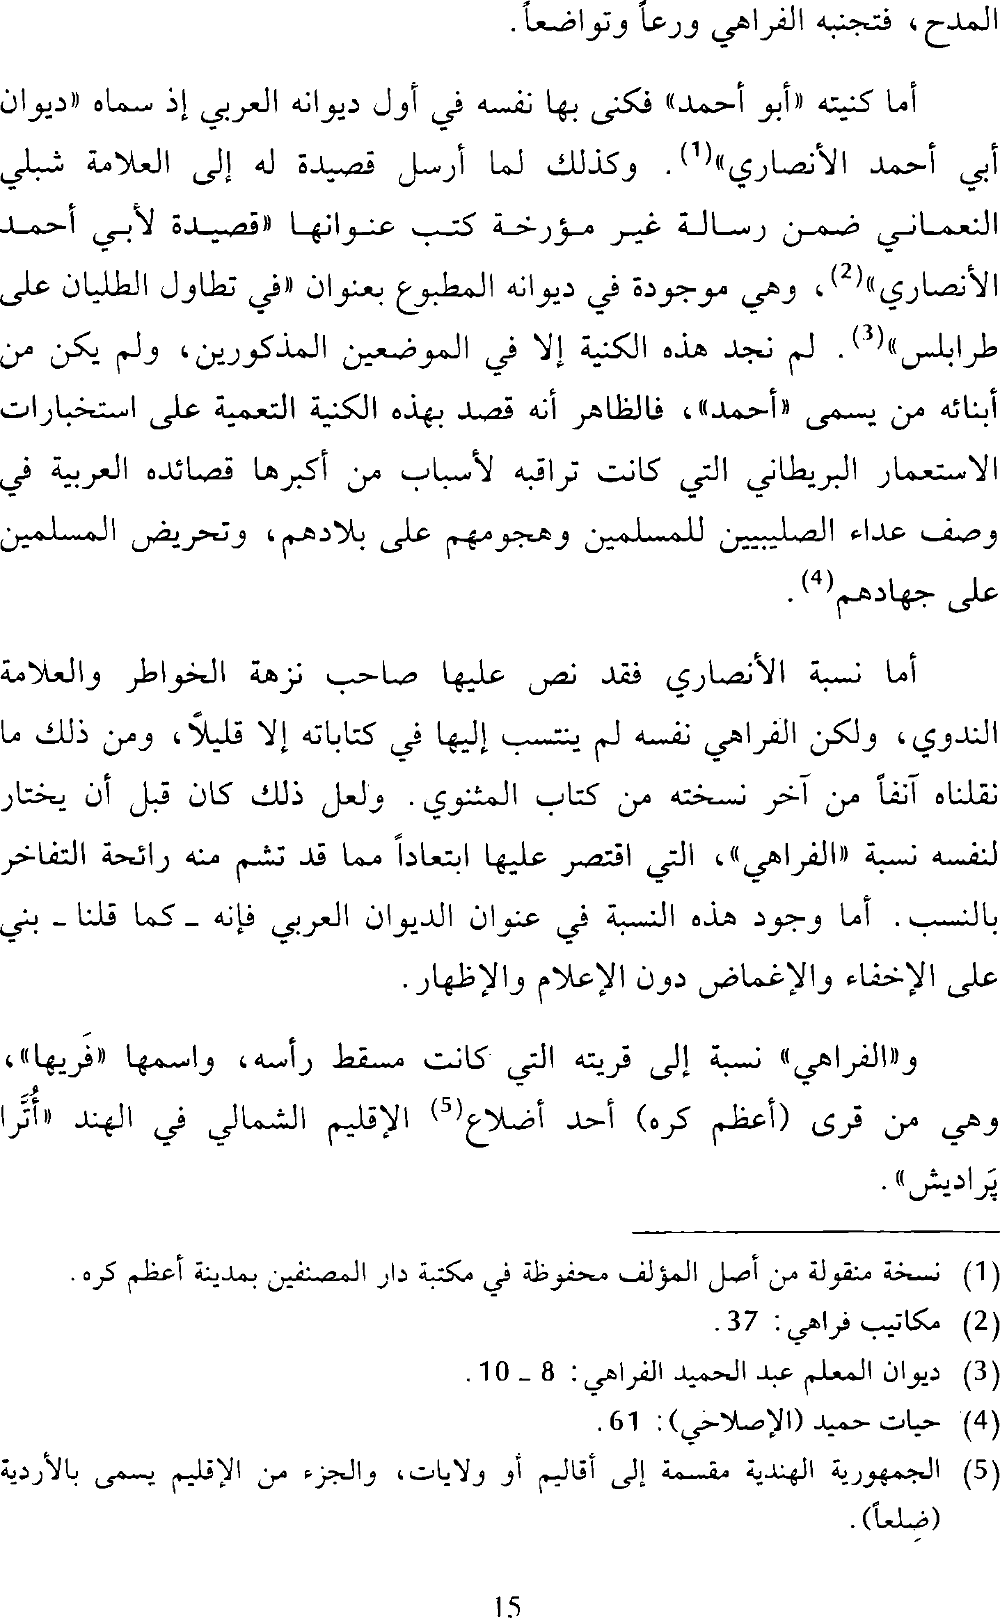 المدح، فتجنبه الفراهي ورعاً وتواضعاً.
أما كنيته «أبو أحمد» فكنى بها نفسه في أول ديوانه العربي إذ سماه «ديوان
أبي أحمد الأنصاري»(1). وكذلك لما أرسل قصيدة له إلى العلامة شبلي
النعماني ضمن رسالة غير مؤرخة كتب عنوانها «قصيدة لأبي أحمد
الأنصاري»(2)، وهي موجودة في ديوانه المطبوع بعنوان «في تطاول الطليان على
طرابلس»(3). لم نجد هذه الكنية إلا في الموضعين المذكورين، ولم يكن من
أبنائه من يسمى «أحمد»، فالظاهر أنه قصد بهذه الكنية التعمية على استخبارات
الاستعمار البريطاني التي كانت تراقبه لأسباب من أكبرها قصائده العربية في
وصف عداء الصليبيين للمسلمين وهجومهم على بلادهم، وتحريض المسلمين
على جهادهم(4).
أما نسبة الأنصاري فقد نص عليها صاحب نزهة الخواطر والعلامة
الندوي، ولكن الفراهي نفسه لم ينتسب إليها في كتاباته إلا قليلاً، ومن ذلك ما
نقلناه آنفاً من آخر نسخته من كتاب المثنوي. ولعل ذلك كان قبل أن يختار
لنفسه نسبة «الفراهي»، التي اقتصر عليها ابتعاداً مما قد تشم منه رائحة التفاخر
بالنسب. أما وجود هذه النسبة في عنوان الديوان العربي فإنه ـ كما قلنا ـ بني
على الإخفاء والإغماض دون الإعلام والإظهار.
و«الفراهي» نسبة إلى قريته التي كانت مسقط رأسه، واسمها «فَريها»،
وهي من قرى (أعظم كره) أحد أضلاع(5) الإقليم الشمالي في الهند «أُتَّرا
پَراديش».
(1) نسخة منقولة من أصل المؤلف محفوظة في مكتبة دار المصنفين بمدينة أعظم كره.
(2) مكاتيب فراهي: 37.
(3) ديوان المعلم عبد الحميد الفراهي: 8 ـ 10.
(4) حيات حميد (الإصلاحي): 61.
(5) الجمهورية الهندية مقسمة إلى أقاليم أو ولايات، والجزء من الإقليم يسمى بالأردية
(ضِلعاً).
15